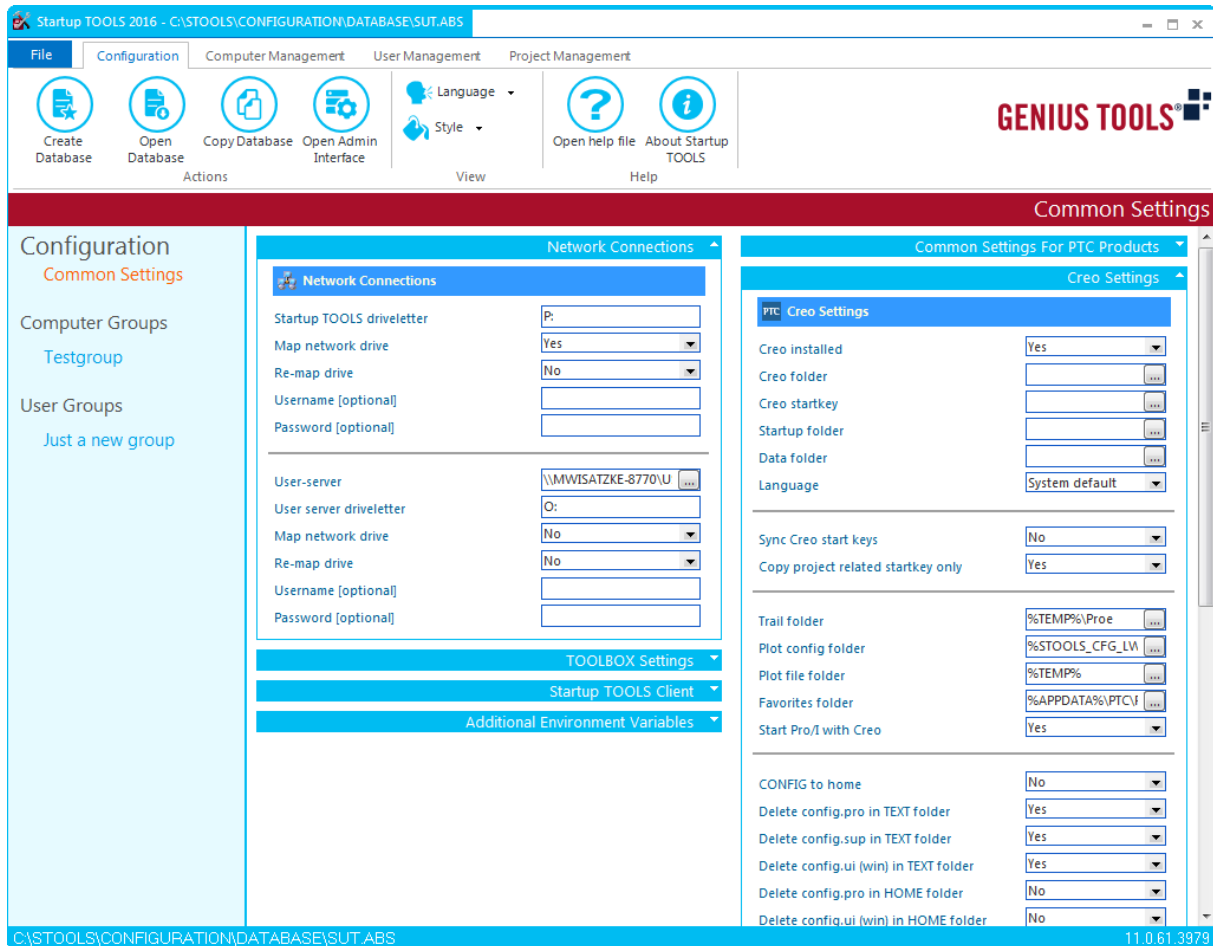 Startup TOOLS 2016 - C:\STOOLS\CONFIGURATION\DATABASE\SUT.ABS
File Configuration Computer Management User Management Project Management
Create Database
Open Database
Copy Database
Open Admin Interface
Actions
Language
Style
View
Open help file
About Startup TOOLS
Help
GENIUS TOOLS®
Common Settings
Configuration
Common Settings
Computer Groups
Testgroup
User Groups
Just a new group
Network Connections
Network Connections
Startup TOOLS driveletter P:
Map network drive Yes
Re-map drive No
Username [optional]
Password [optional]
User-server \\MWISATZKE-8770\U ...
User server driveletter O:
Map network drive No
Re-map drive No
Username [optional]
Password [optional]
TOOLBOX Settings
Startup TOOLS Client
Additional Environment Variables
Common Settings For PTC Products
Creo Settings
PTC Creo Settings
Creo installed Yes
Creo folder ...
Creo startkey ...
Startup folder ...
Data folder ...
Language System default
Sync Creo start keys No
Copy project related startkey only Yes
Trail folder %TEMP%\Proe ...
Plot config folder %STOOLS_CFG_LW ...
Plot file folder %TEMP% ...
Favorites folder %APPDATA%\PTC\ ...
Start Pro/I with Creo Yes
CONFIG to home No
Delete config.pro in TEXT folder Yes
Delete config.sup in TEXT folder Yes
Delete config.ui (win) in TEXT folder Yes
Delete config.pro in HOME folder No
Delete config.ui (win) in HOME folder No
C:\STOOLS\CONFIGURATION\DATABASE\SUT.ABS 11.0.61.3979